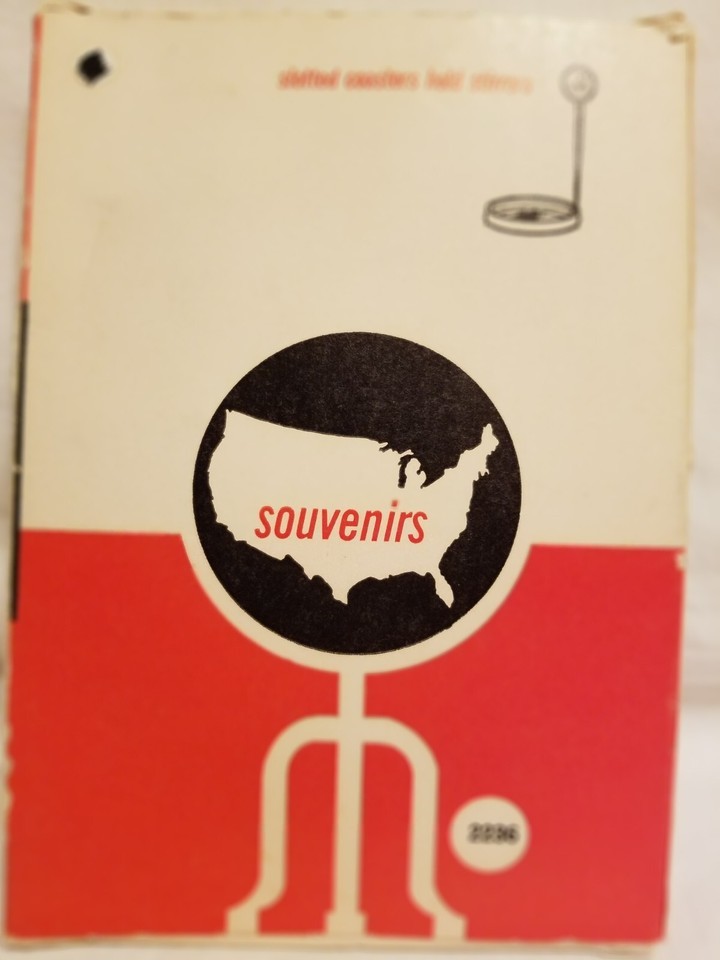 slotted coasters hold stirrers
souvenirs
2236